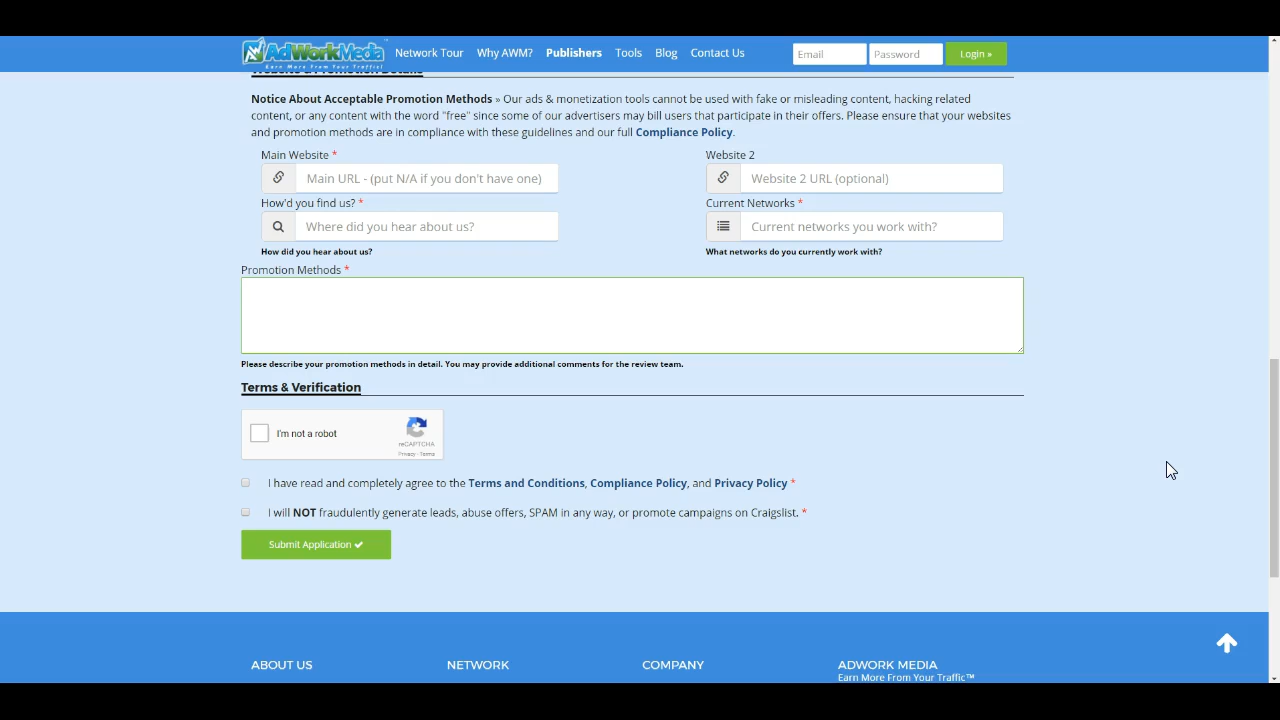 AdWorkMedia™
Earn More From Your Traffic!
Network Tour Why AWM? Publishers Tools Blog Contact Us Email Password Login »
Website & Promotion Details
Notice About Acceptable Promotion Methods » Our ads & monetization tools cannot be used with fake or misleading content, hacking related
content, or any content with the word "free" since some of our advertisers may bill users that participate in their offers. Please ensure that your websites
and promotion methods are in compliance with these guidelines and our full Compliance Policy.
Main Website * Website 2
Main URL - (put N/A if you don't have one) Website 2 URL (optional)
How'd you find us? * Current Networks *
Where did you hear about us? Current networks you work with?
How did you hear about us? What networks do you currently work with?
Promotion Methods *
Please describe your promotion methods in detail. You may provide additional comments for the review team.
Terms & Verification
I'm not a robot
reCAPTCHA
Privacy - Terms
I have read and completely agree to the Terms and Conditions, Compliance Policy, and Privacy Policy *
I will NOT fraudulently generate leads, abuse offers, SPAM in any way, or promote campaigns on Craigslist. *
Submit Application
ABOUT US NETWORK COMPANY ADWORK MEDIA
Earn More From Your Traffic™